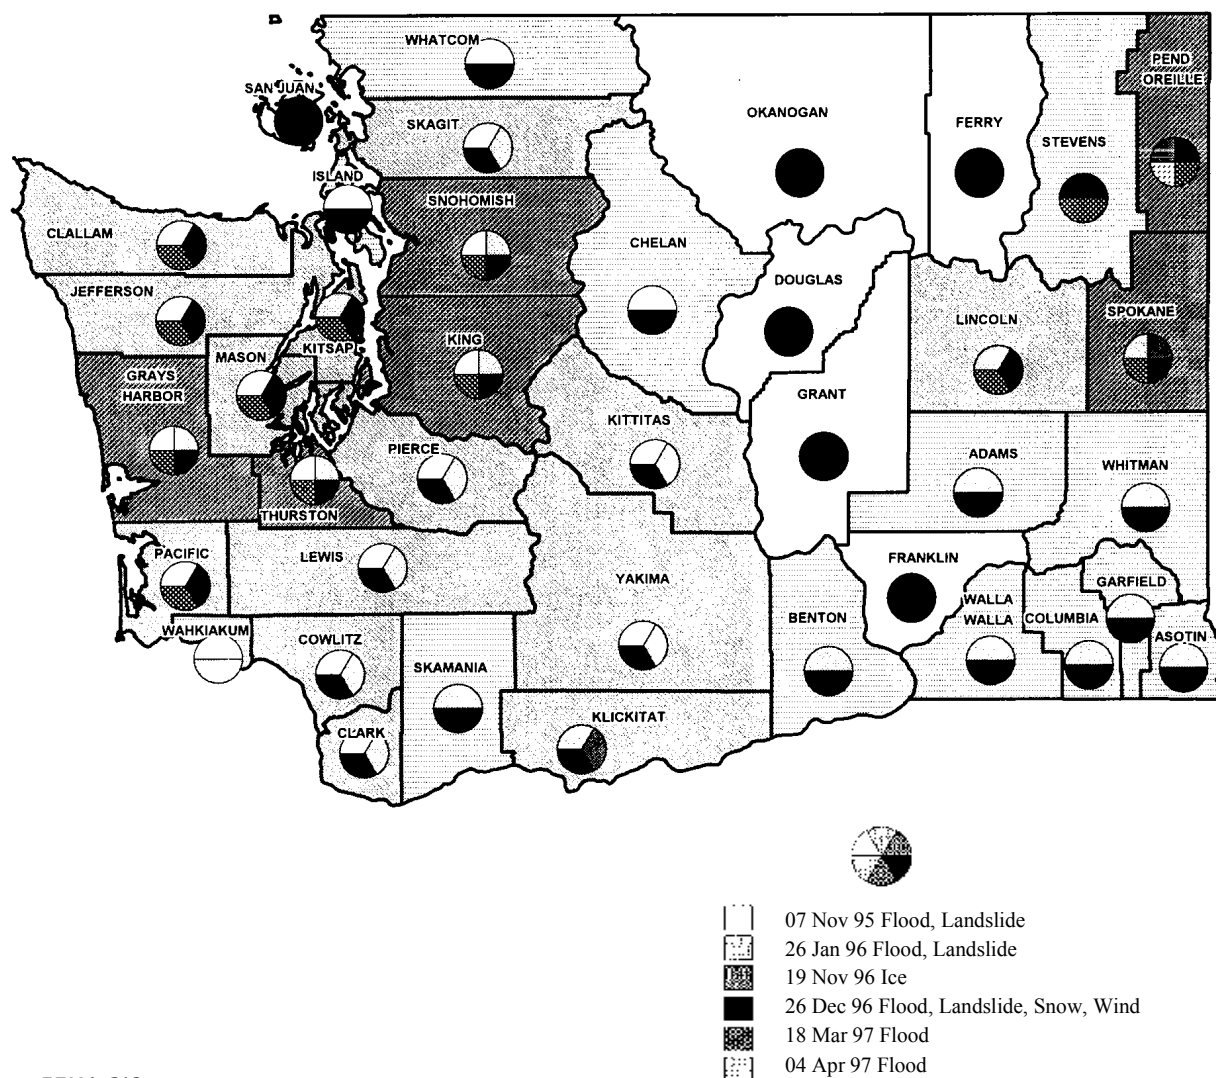 WHATCOM
PEND
OREILLE
SAN JUAN
OKANOGAN
SKAGIT
FERRY
STEVENS
ISLAND
SNOHOMISH
CLALLAM
CHELAN
DOUGLAS
JEFFERSON
SPOKANE
LINCOLN
KING
KITSAP
MASON
GRAYS
HARBOR
GRANT
KITTITAS
PIERCE
ADAMS
WHITMAN
THURSTON
PACIFIC
LEWIS
FRANKLIN
YAKIMA
GARFIELD
WALLA
WALLA
COLUMBIA
BENTON
WAHKIAKUM
COWLITZ
ASOTIN
SKAMANIA
KLICKITAT
CLARK
07 Nov 95 Flood, Landslide
26 Jan 96 Flood, Landslide
19 Nov 96 Ice
26 Dec 96 Flood, Landslide, Snow, Wind
18 Mar 97 Flood
04 Apr 97 Flood